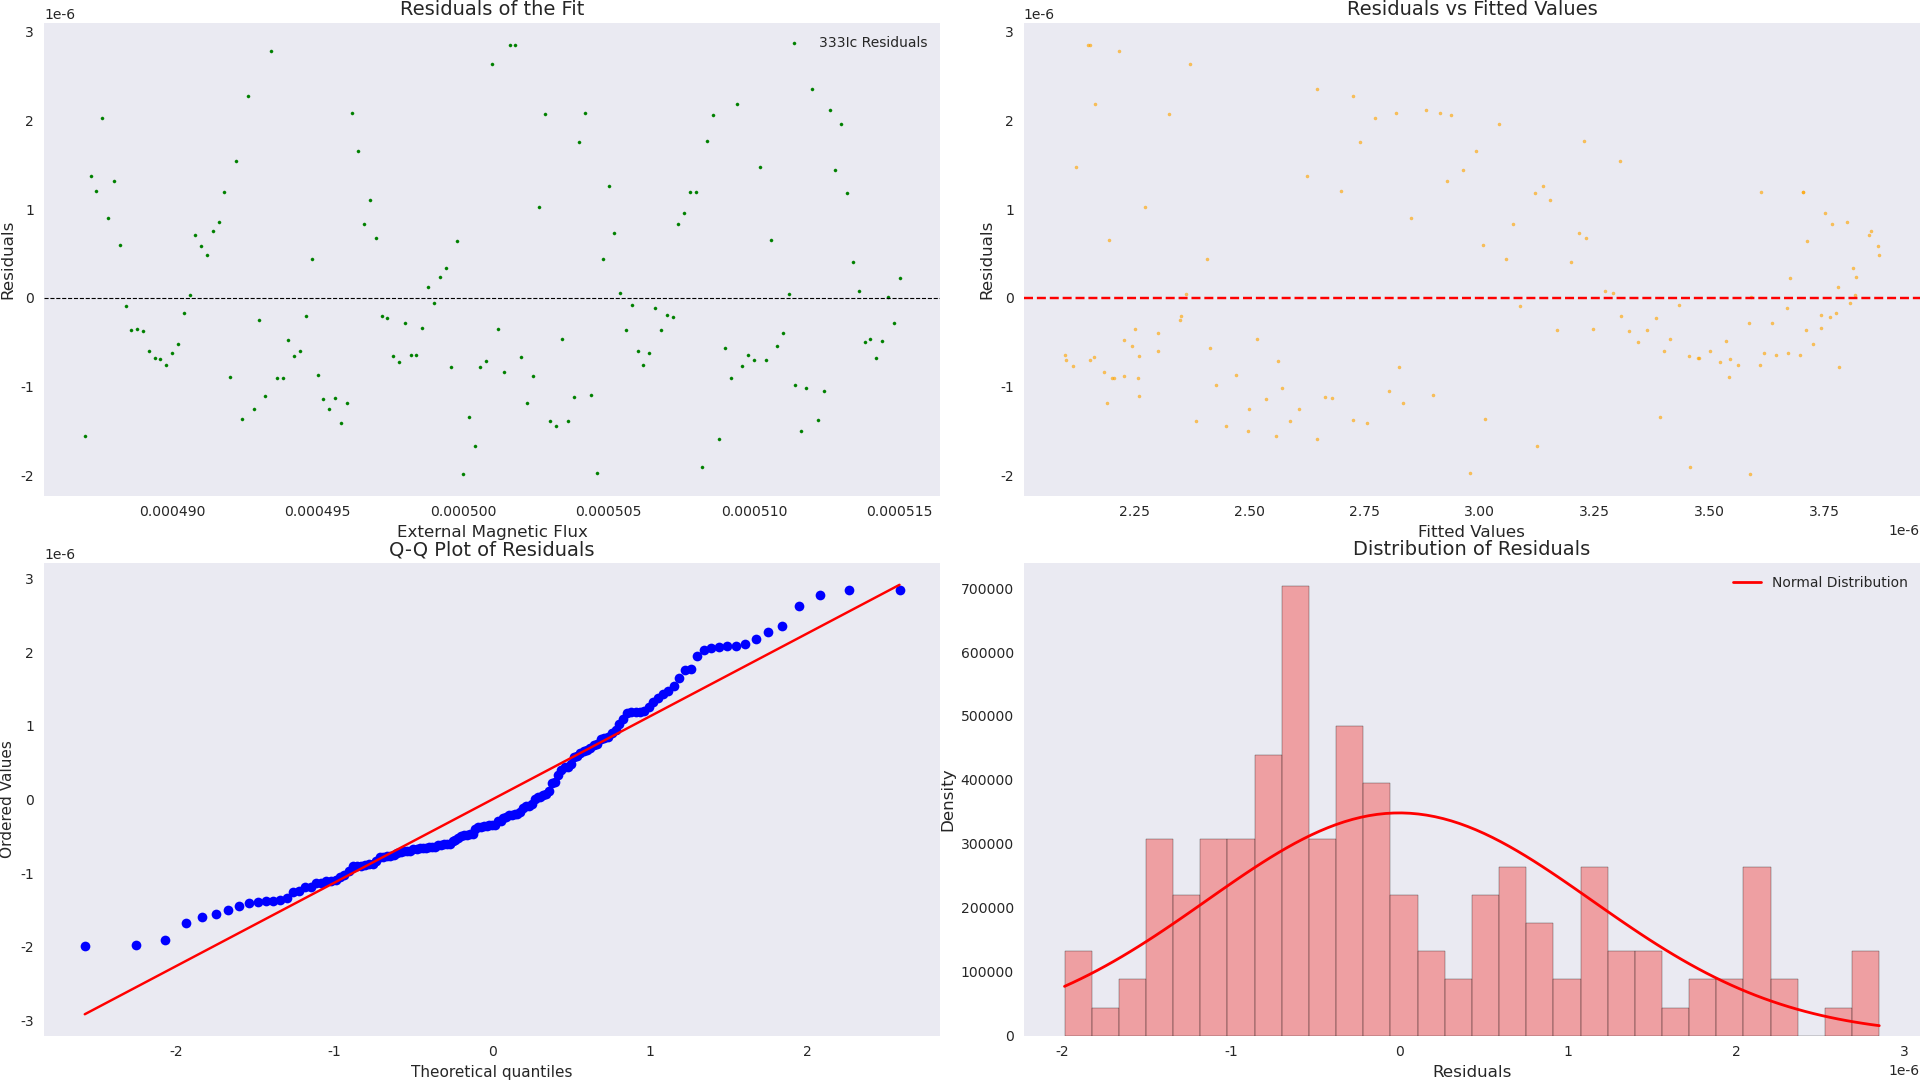 Residuals of the Fit
1e-6
333Ic Residuals
3
2
1
0
-1
-2
Residuals
0.000490 0.000495 0.000500 0.000505 0.000510 0.000515
External Magnetic Flux
Residuals vs Fitted Values
1e-6
3
2
1
0
-1
-2
Residuals
2.25 2.50 2.75 3.00 3.25 3.50 3.75
1e-6
Fitted Values
Q-Q Plot of Residuals
1e-6
3
2
1
0
-1
-2
-3
Ordered Values
-2 -1 0 1 2
Theoretical quantiles
Distribution of Residuals
Normal Distribution
700000
600000
500000
400000
300000
200000
100000
0
Density
-2 -1 0 1 2 3
1e-6
Residuals